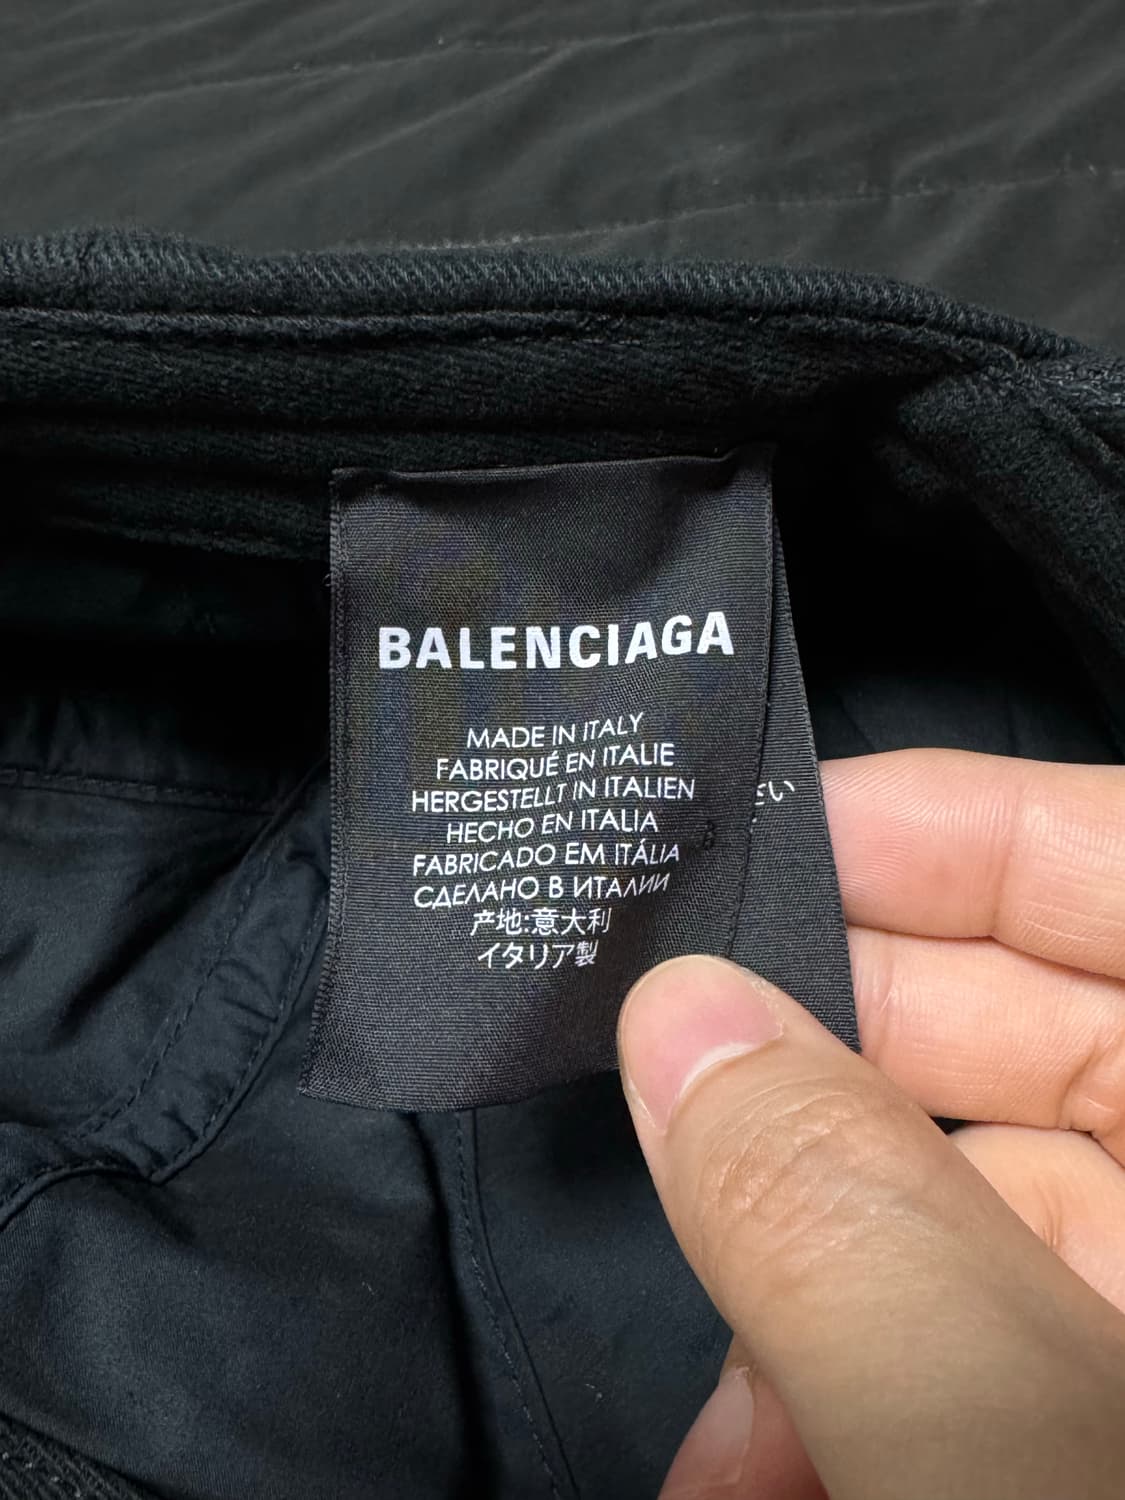 BALENCIAGA
MADE IN ITALY
FABRIQUÉ EN ITALIE
HERGESTELLT IN ITALIEN
HECHO EN ITALIA
FABRICADO EM ITÁLIA
СДЕЛАНО В ИТАЛИИ
产地:意大利
イタリア製